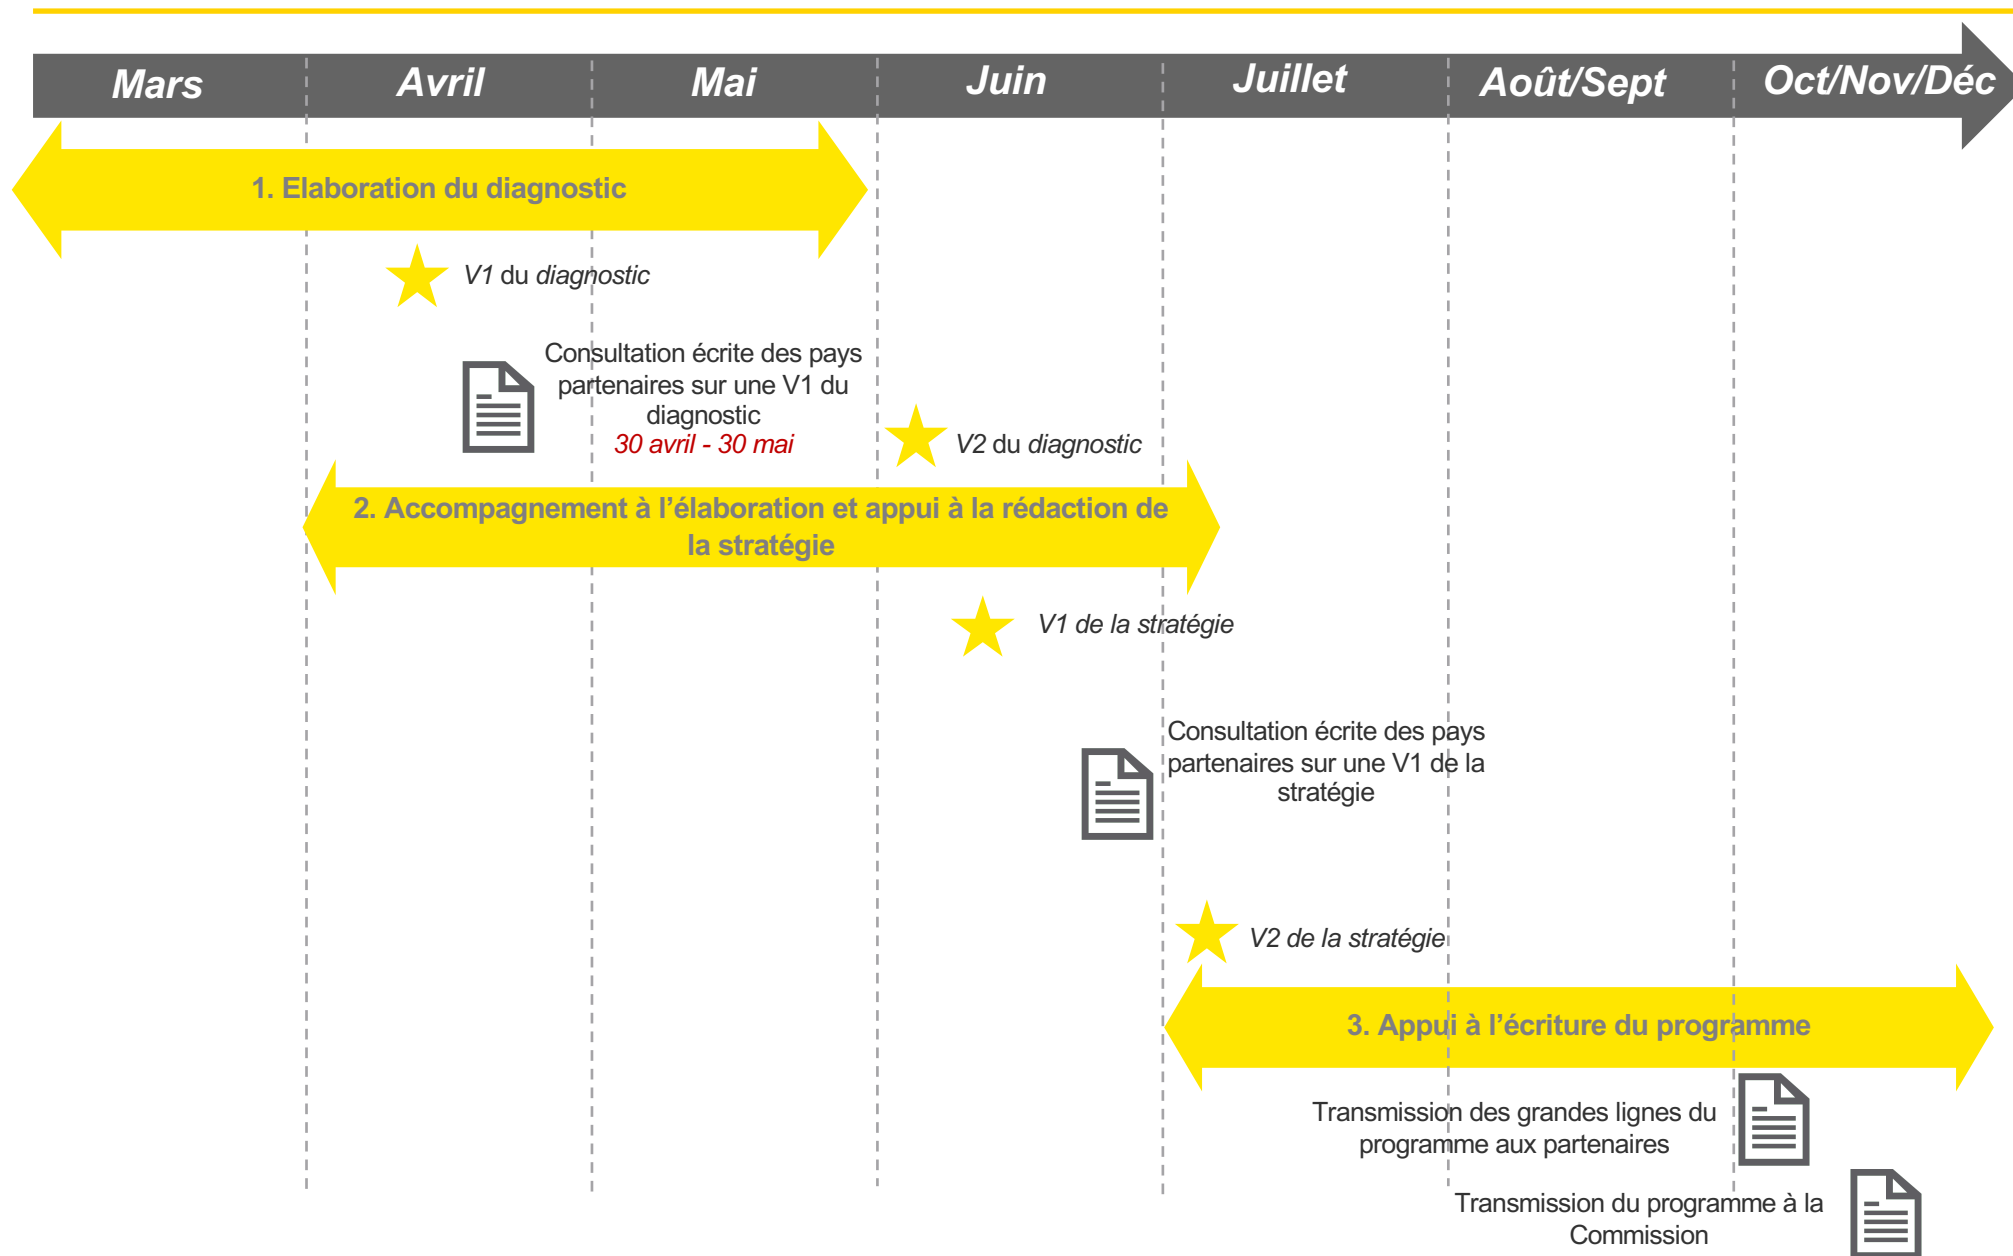 Mars
Avril
Mai
Juin
Juillet
Août/Sept
Oct/Nov/Déc
1. Elaboration du diagnostic
V1 du diagnostic
Consultation écrite des pays
partenaires sur une V1 du
diagnostic
30 avril - 30 mai
V2 du diagnostic
2. Accompagnement à l’élaboration et appui à la rédaction de
la stratégie
V1 de la stratégie
Consultation écrite des pays
partenaires sur une V1 de la
stratégie
V2 de la stratégie
3. Appui à l’écriture du programme
Transmission des grandes lignes du
programme aux partenaires
Transmission du programme à la
Commission